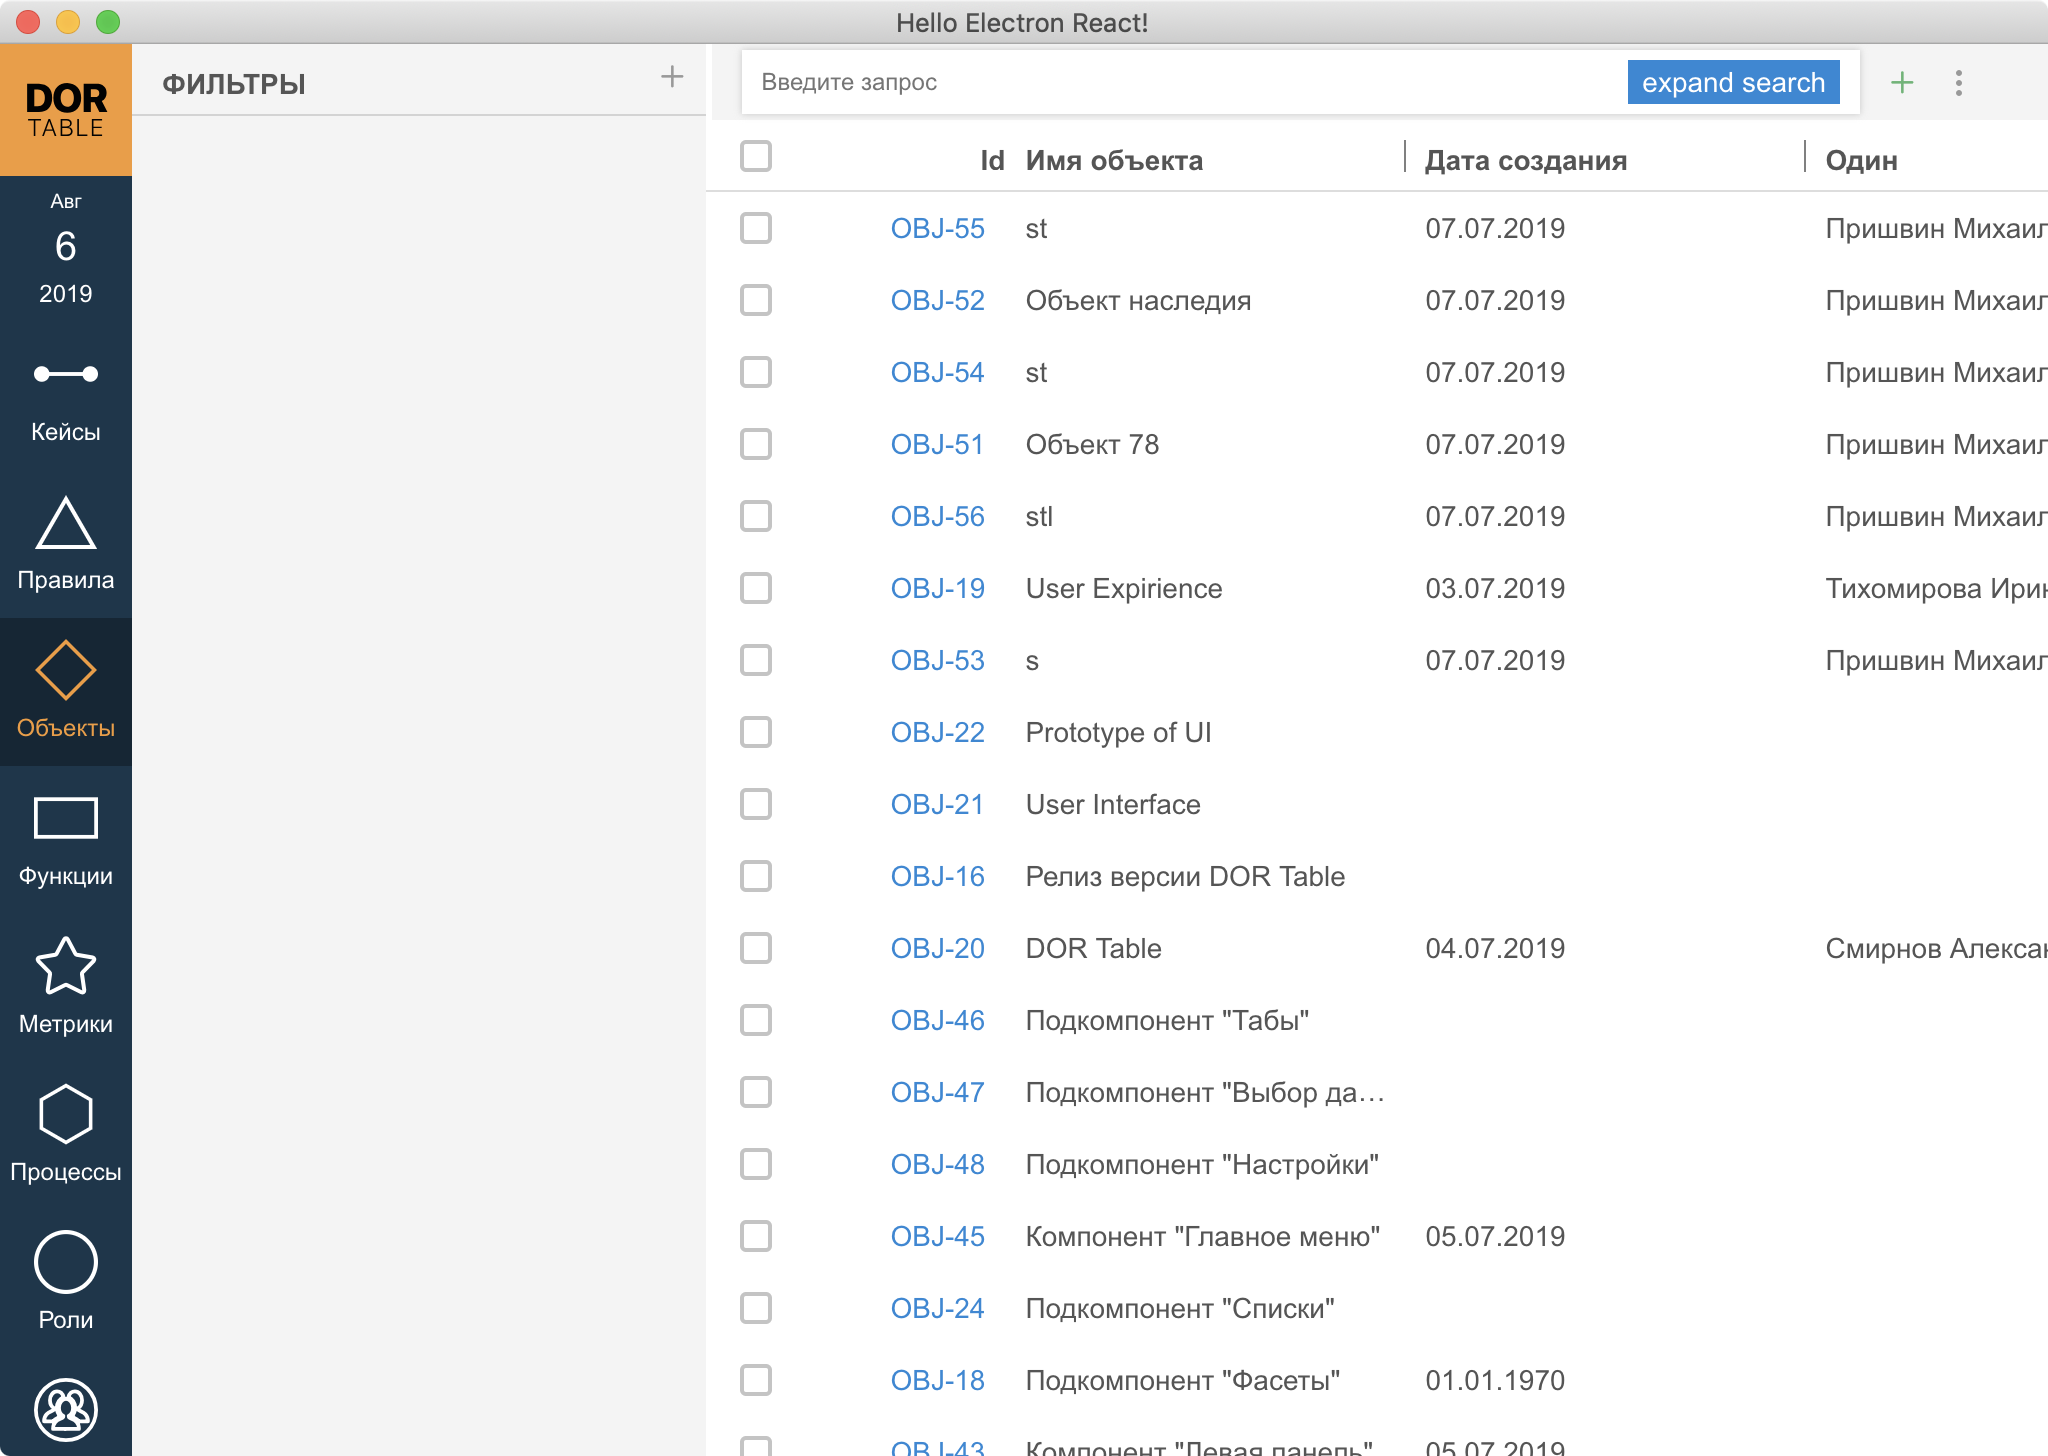 Hello Electron React!
DOR
TABLE
Авг
6
2019
Кейсы
Правила
Объекты
Функции
Метрики
Процессы
Роли
ФИЛЬТРЫ
Введите запрос expand search
Id Имя объекта Дата создания Один
OBJ-55 st 07.07.2019 Пришвин Михаил
OBJ-52 Объект наследия 07.07.2019 Пришвин Михаил
OBJ-54 st 07.07.2019 Пришвин Михаил
OBJ-51 Объект 78 07.07.2019 Пришвин Михаил
OBJ-56 stl 07.07.2019 Пришвин Михаил
OBJ-19 User Expirience 03.07.2019 Тихомирова Ирин
OBJ-53 s 07.07.2019 Пришвин Михаил
OBJ-22 Prototype of UI
OBJ-21 User Interface
OBJ-16 Релиз версии DOR Table
OBJ-20 DOR Table 04.07.2019 Смирнов Алексан
OBJ-46 Подкомпонент "Табы"
OBJ-47 Подкомпонент "Выбор да...
OBJ-48 Подкомпонент "Настройки"
OBJ-45 Компонент "Главное меню" 05.07.2019
OBJ-24 Подкомпонент "Списки"
OBJ-18 Подкомпонент "Фасеты" 01.01.1970
OBJ-43 Компонент "Левая панель" 05.07.2019